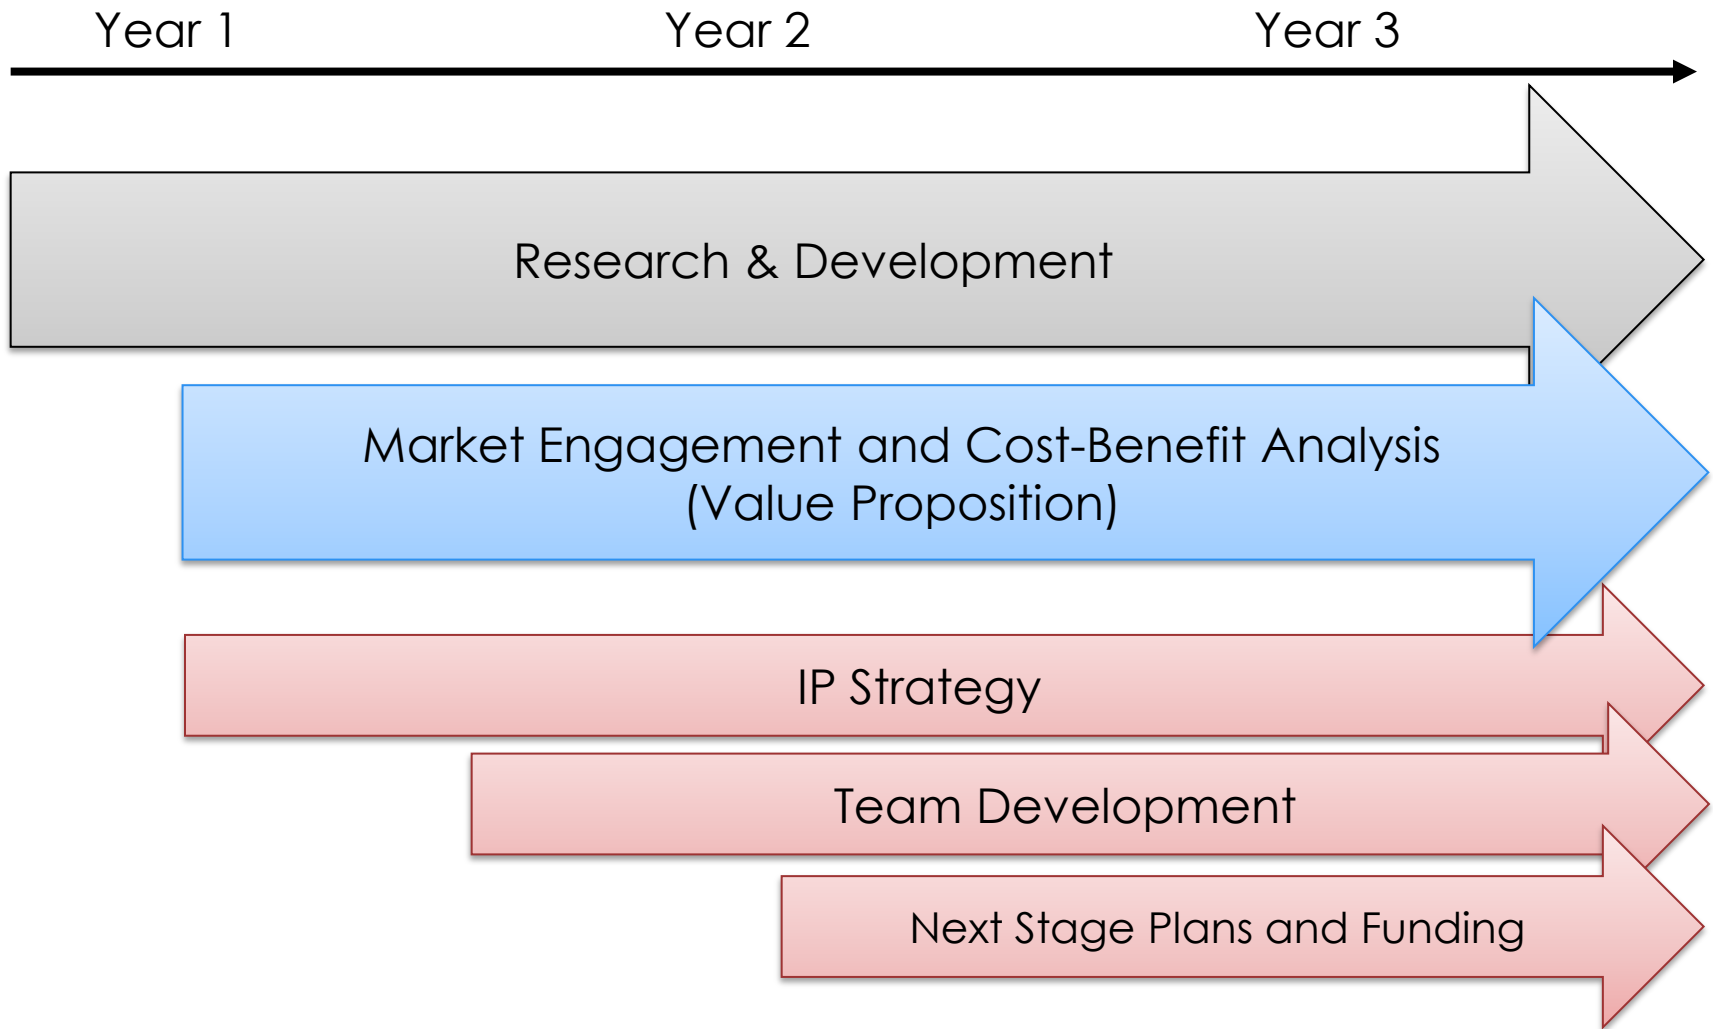 Year 1
Year 2
Year 3
Research & Development
Market Engagement and Cost-Benefit Analysis
(Value Proposition)
IP Strategy
Team Development
Next Stage Plans and Funding